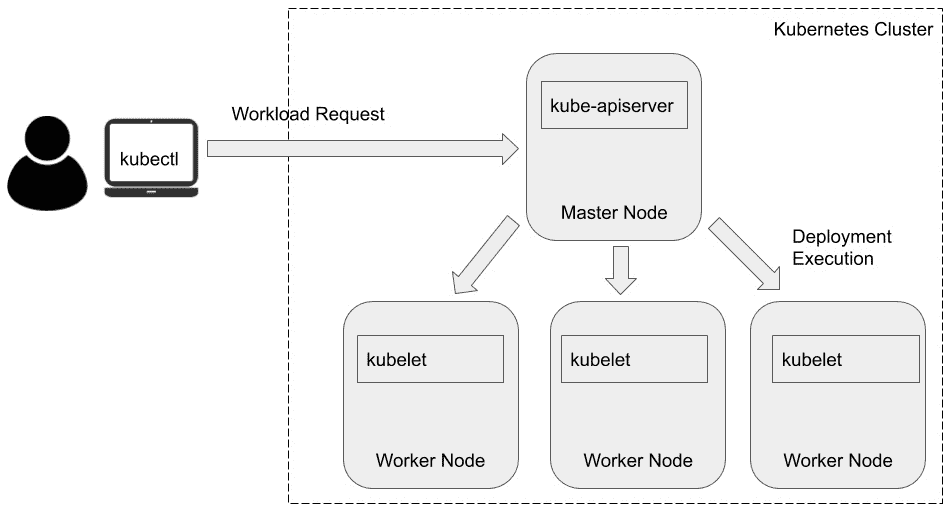 Kubernetes Cluster
kube-apiserver
Workload Request
kubectl
Master Node
Deployment
Execution
kubelet
kubelet
kubelet
Worker Node
Worker Node
Worker Node